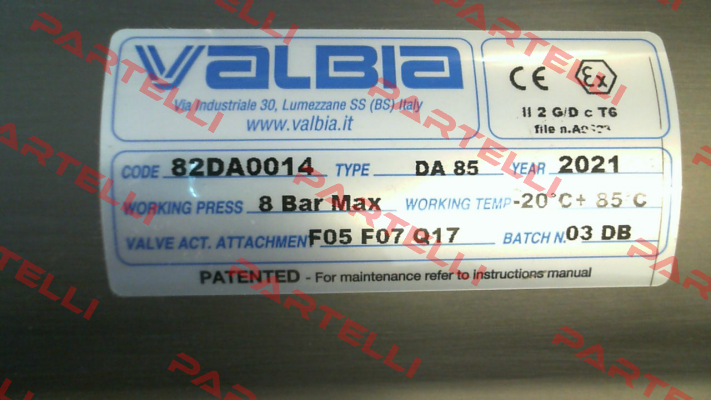 VALBIA
Via Industriale 30, Lumezzane SS (BS) Italy
www.valbia.it
CE Ex
II 2 G/D c T6
file n.
CODE 82DA0014 TYPE DA 85 YEAR 2021
WORKING PRESS 8 Bar Max WORKING TEMP -20°C+ 85°C
VALVE ACT. ATTACHMENT F05 F07 Q17 BATCH N. 03 DB
PATENTED - For maintenance refer to instructions manual
PARTELLI
PARTELLI
PARTELLI
PARTELLI
PARTELLI